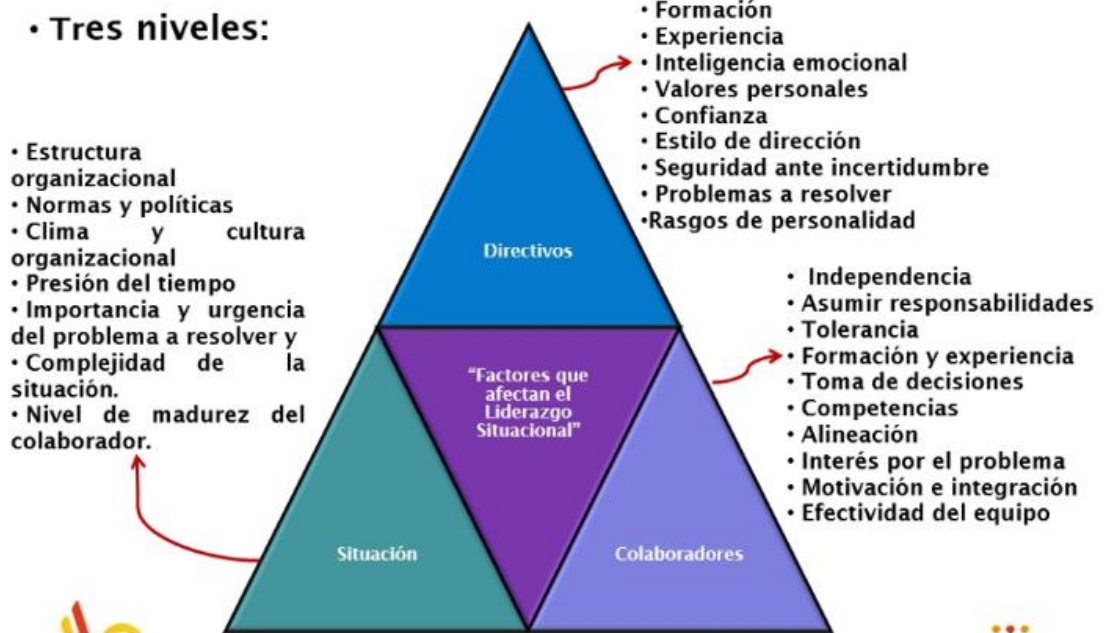 • Tres niveles:
• Formación
• Experiencia
• Inteligencia emocional
• Valores personales
• Confianza
• Estilo de dirección
• Seguridad ante incertidumbre
• Problemas a resolver
•Rasgos de personalidad
• Estructura
organizacional
• Normas y políticas
• Clima y cultura
organizacional
• Presión del tiempo
• Importancia y urgencia
del problema a resolver y
• Complejidad de la
situación.
• Nivel de madurez del
colaborador.
Directivos
• Independencia
• Asumir responsabilidades
• Tolerancia
• Formación y experiencia
• Toma de decisiones
• Competencias
• Alineación
• Interés por el problema
• Motivación e integración
• Efectividad del equipo
“Factores que
afectan el
Liderazgo
Situacional”
Situación
Colaboradores